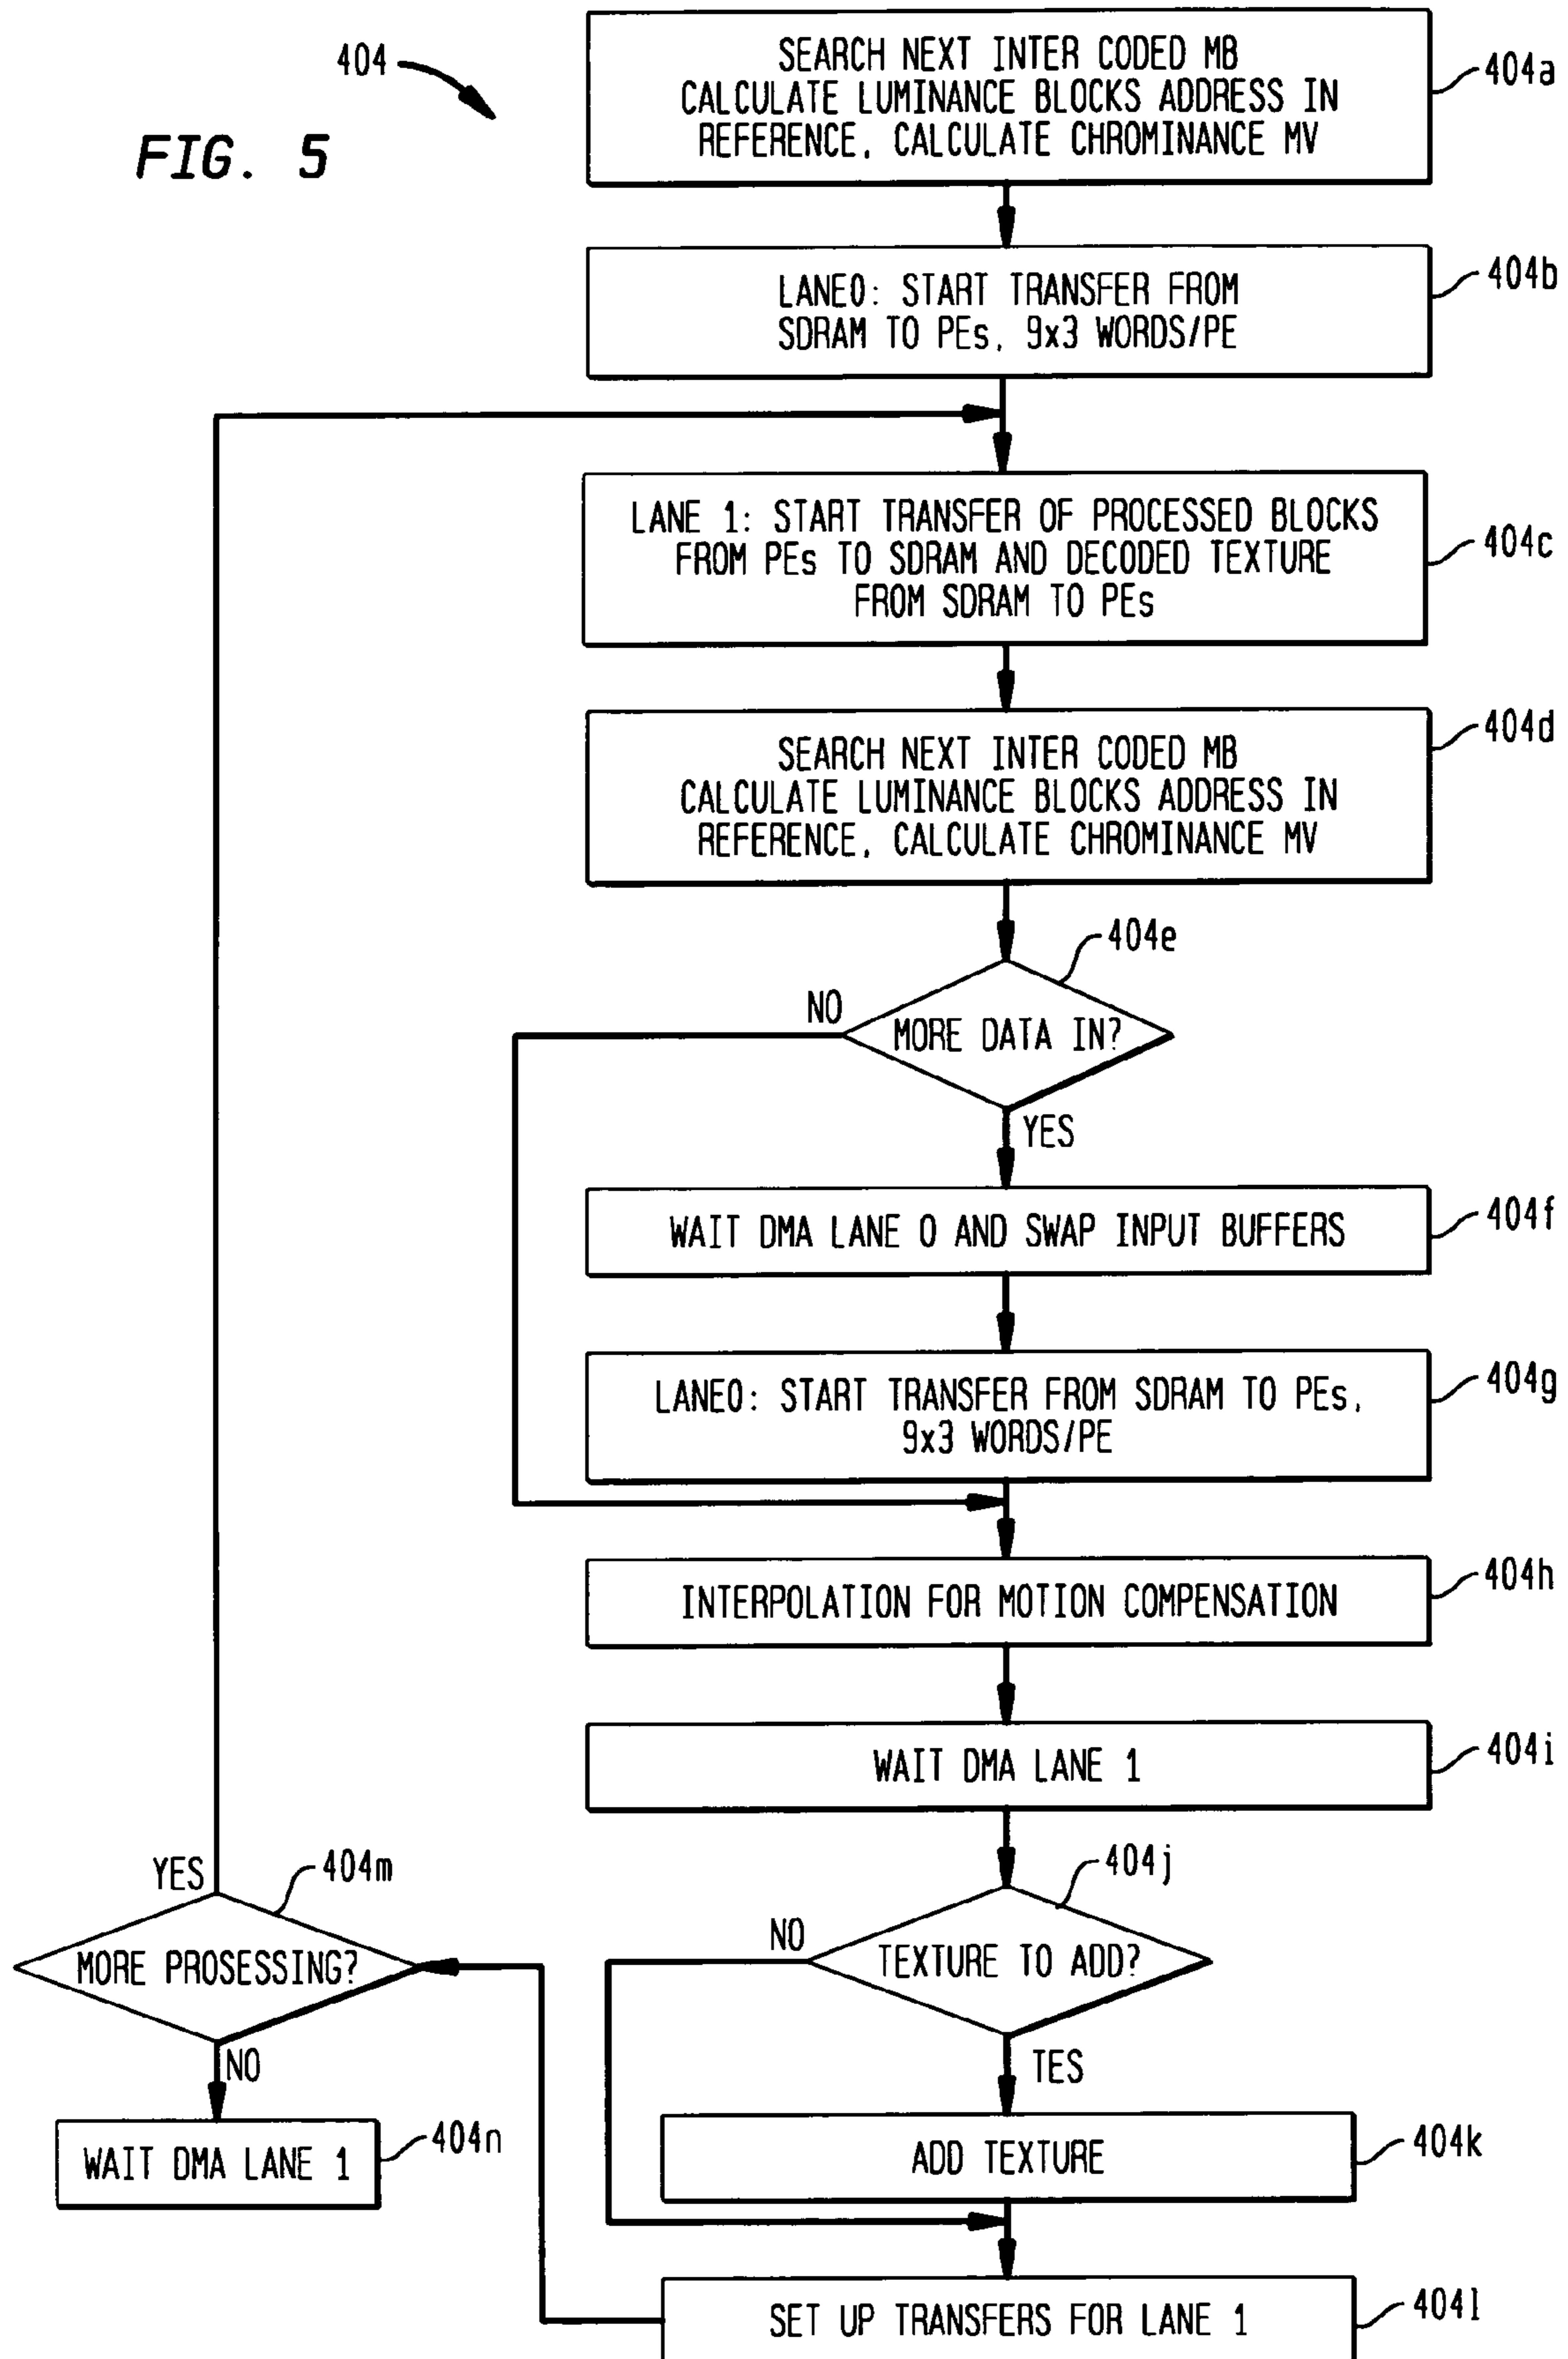 404
FIG. 5
SEARCH NEXT INTER CODED MB
CALCULATE LUMINANCE BLOCKS ADDRESS IN
REFERENCE, CALCULATE CHROMINANCE MV
404a
LANE0: START TRANSFER FROM
SDRAM TO PEs, 9x3 WORDS/PE
404b
LANE 1: START TRANSFER OF PROCESSED BLOCKS
FROM PEs TO SDRAM AND DECODED TEXTURE
FROM SDRAM TO PEs
404c
SEARCH NEXT INTER CODED MB
CALCULATE LUMINANCE BLOCKS ADDRESS IN
REFERENCE, CALCULATE CHROMINANCE MV
404d
404e
NO
MORE DATA IN?
YES
WAIT DMA LANE 0 AND SWAP INPUT BUFFERS
404f
LANE0: START TRANSFER FROM SDRAM TO PEs,
9x3 WORDS/PE
404g
INTERPOLATION FOR MOTION COMPENSATION
404h
WAIT DMA LANE 1
404i
404j
NO
TEXTURE TO ADD?
TES
ADD TEXTURE
404k
SET UP TRANSFERS FOR LANE 1
404l
YES
404m
MORE PROSESSING?
NO
WAIT DMA LANE 1
404n